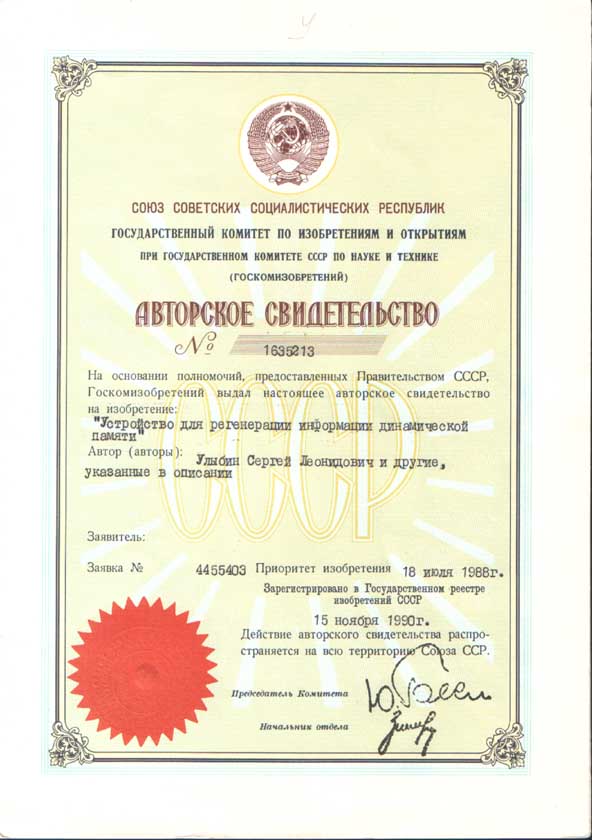 СОЮЗ СОВЕТСКИХ СОЦИАЛИСТИЧЕСКИХ РЕСПУБЛИК
ГОСУДАРСТВЕННЫЙ КОМИТЕТ ПО ИЗОБРЕТЕНИЯМ И ОТКРЫТИЯМ
ПРИ ГОСУДАРСТВЕННОМ КОМИТЕТЕ СССР ПО НАУКЕ И ТЕХНИКЕ
(ГОСКОМИЗОБРЕТЕНИЙ)
АВТОРСКОЕ СВИДЕТЕЛЬСТВО
№ 1635213
На основании полномочий, предоставленных Правительством СССР,
Госкомизобретений выдал настоящее авторское свидетельство
на изобретение:
"Устройство для регенерации информации динамической
памяти"
Автор (авторы): Улыбин Сергей Леонидович и другие,
указанные в описании
СССР
Заявитель:
Заявка № 4455403 Приоритет изобретения 18 июля 1988г.
Зарегистрировано в Государственном реестре
изобретений СССР
15 ноября 1990г.
Действие авторского свидетельства распро-
страняется на всю территорию Союза ССР.
Председатель Комитета
Начальник отдела